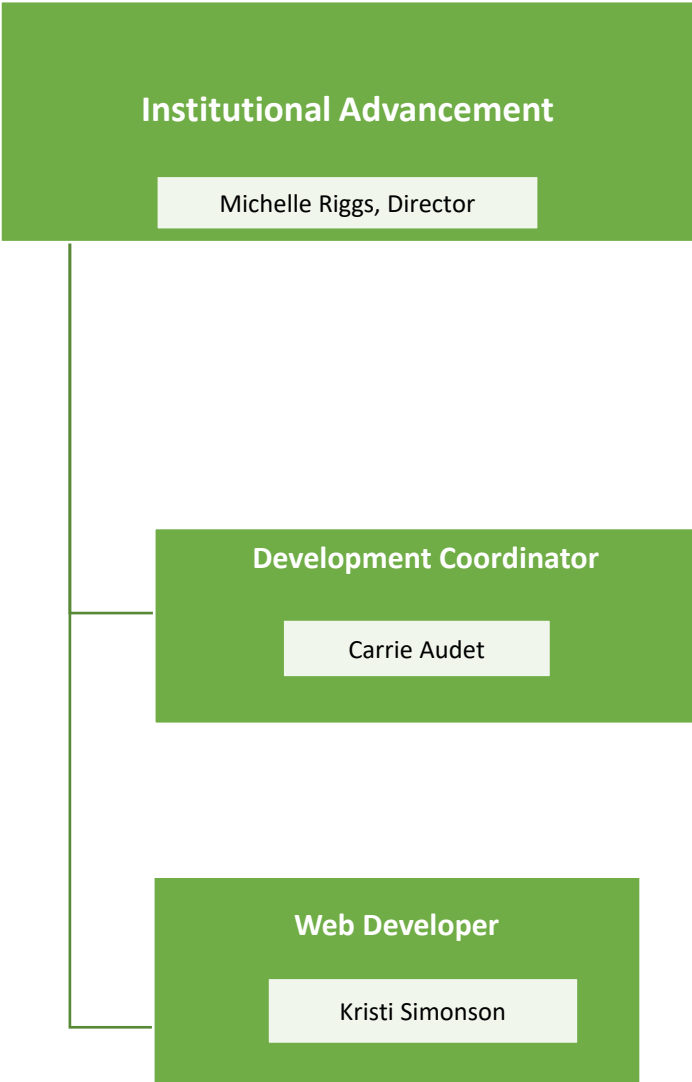 Institutional Advancement
Michelle Riggs, Director
Development Coordinator
Carrie Audet
Web Developer
Kristi Simonson